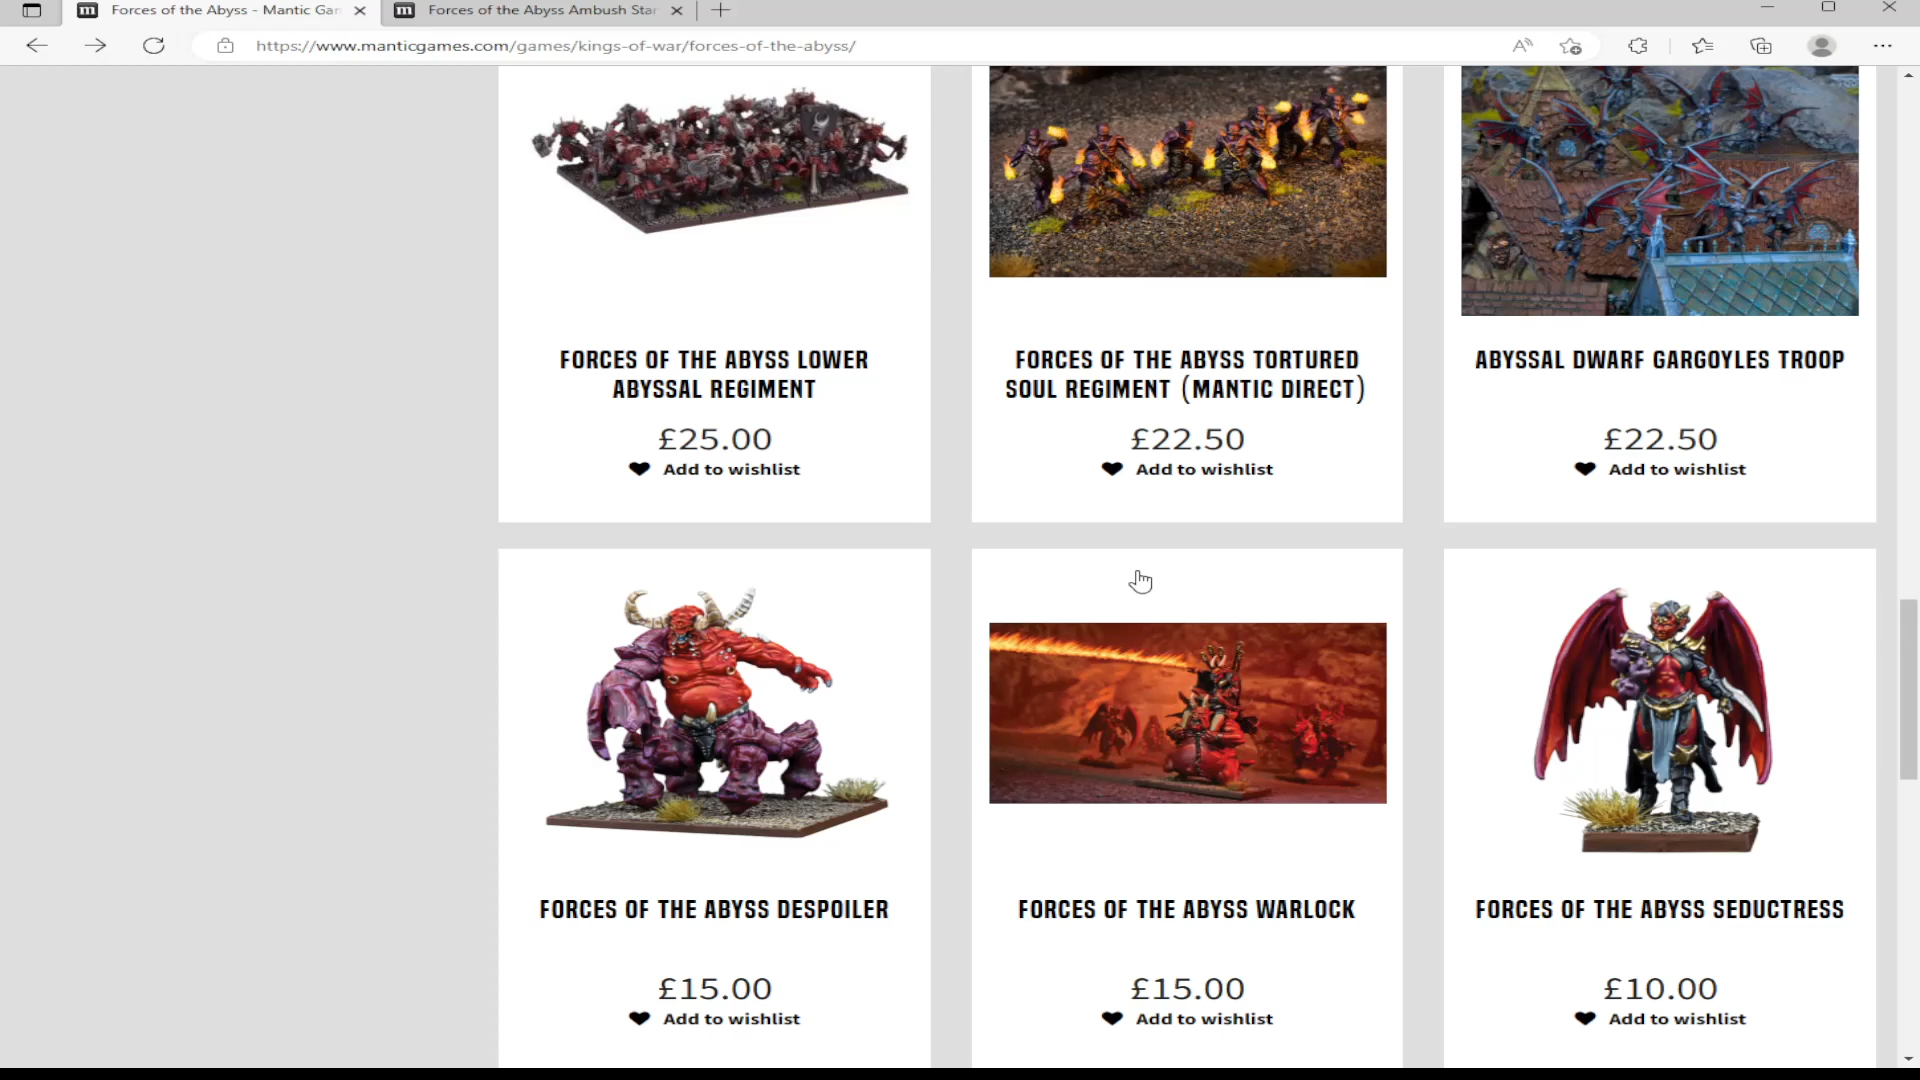 Forces of the Abyss - Mantic Gar
Forces of the Abyss Ambush Star
https://www.manticgames.com/games/kings-of-war/forces-of-the-abyss/
FORCES OF THE ABYSS LOWER
ABYSSAL REGIMENT
£25.00
Add to wishlist
FORCES OF THE ABYSS TORTURED
SOUL REGIMENT (MANTIC DIRECT)
£22.50
Add to wishlist
ABYSSAL DWARF GARGOYLES TROOP
£22.50
Add to wishlist
FORCES OF THE ABYSS DESPOILER
£15.00
Add to wishlist
FORCES OF THE ABYSS WARLOCK
£15.00
Add to wishlist
FORCES OF THE ABYSS SEDUCTRESS
£10.00
Add to wishlist